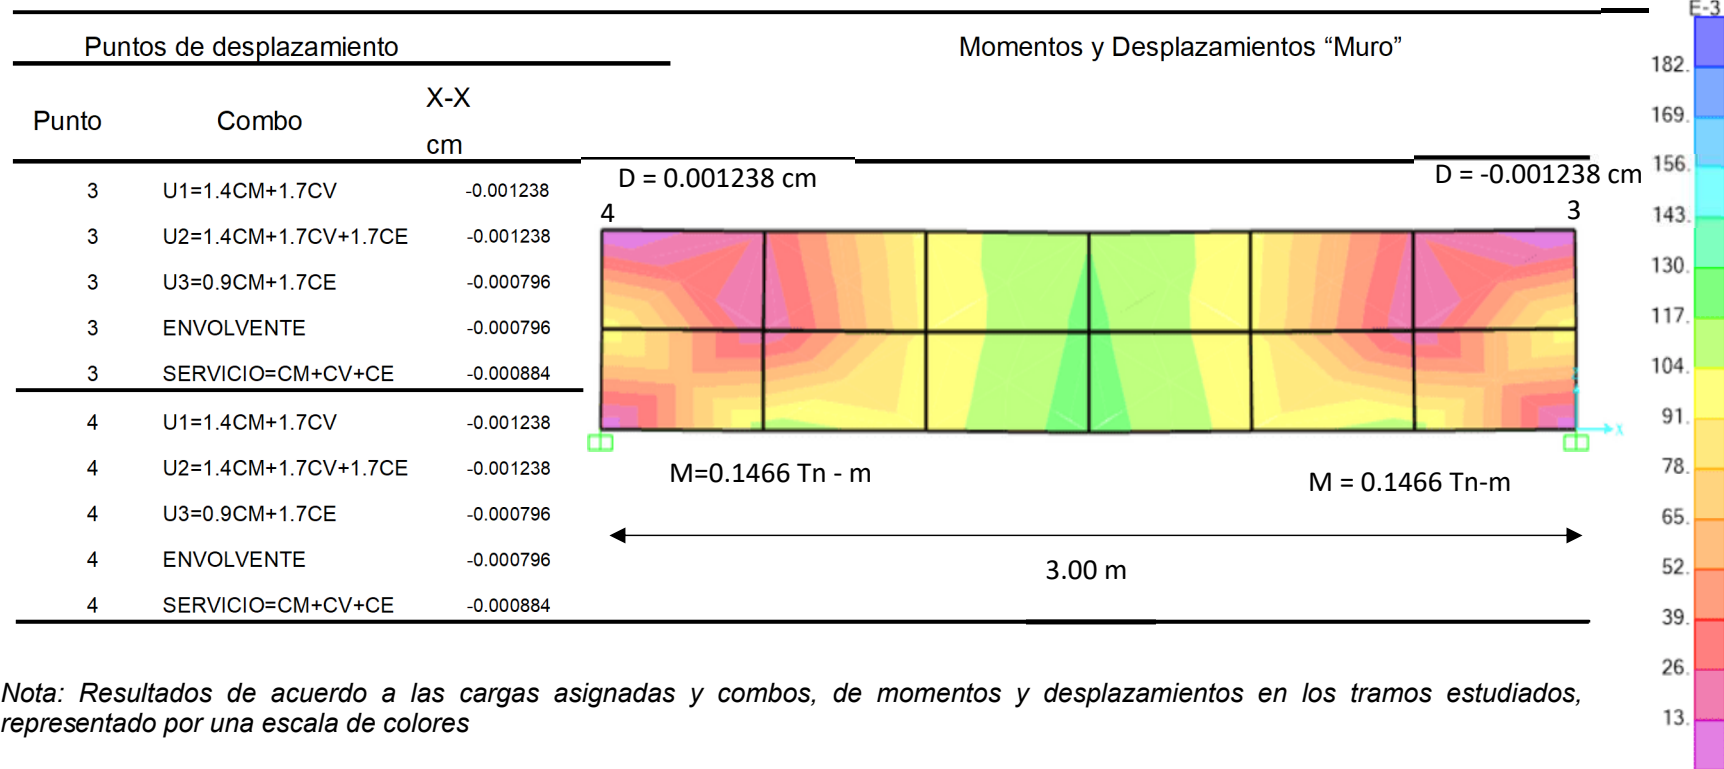 E-3
Puntos de desplazamiento
Momentos y Desplazamientos “Muro”
Punto
Combo
X-X
cm
3 U1=1.4CM+1.7CV -0.001238
3 U2=1.4CM+1.7CV+1.7CE -0.001238
3 U3=0.9CM+1.7CE -0.000796
3 ENVOLVENTE -0.000796
3 SERVICIO=CM+CV+CE -0.000884
4 U1=1.4CM+1.7CV -0.001238
4 U2=1.4CM+1.7CV+1.7CE -0.001238
4 U3=0.9CM+1.7CE -0.000796
4 ENVOLVENTE -0.000796
4 SERVICIO=CM+CV+CE -0.000884
D = 0.001238 cm
D = -0.001238 cm
4
3
X
M=0.1466 Tn - m
M = 0.1466 Tn-m
3.00 m
182.
169.
156.
143.
130.
117.
104.
91.
78.
65.
52.
39.
26.
13.
Nota: Resultados de acuerdo a las cargas asignadas y combos, de momentos y desplazamientos en los tramos estudiados,
representado por una escala de colores